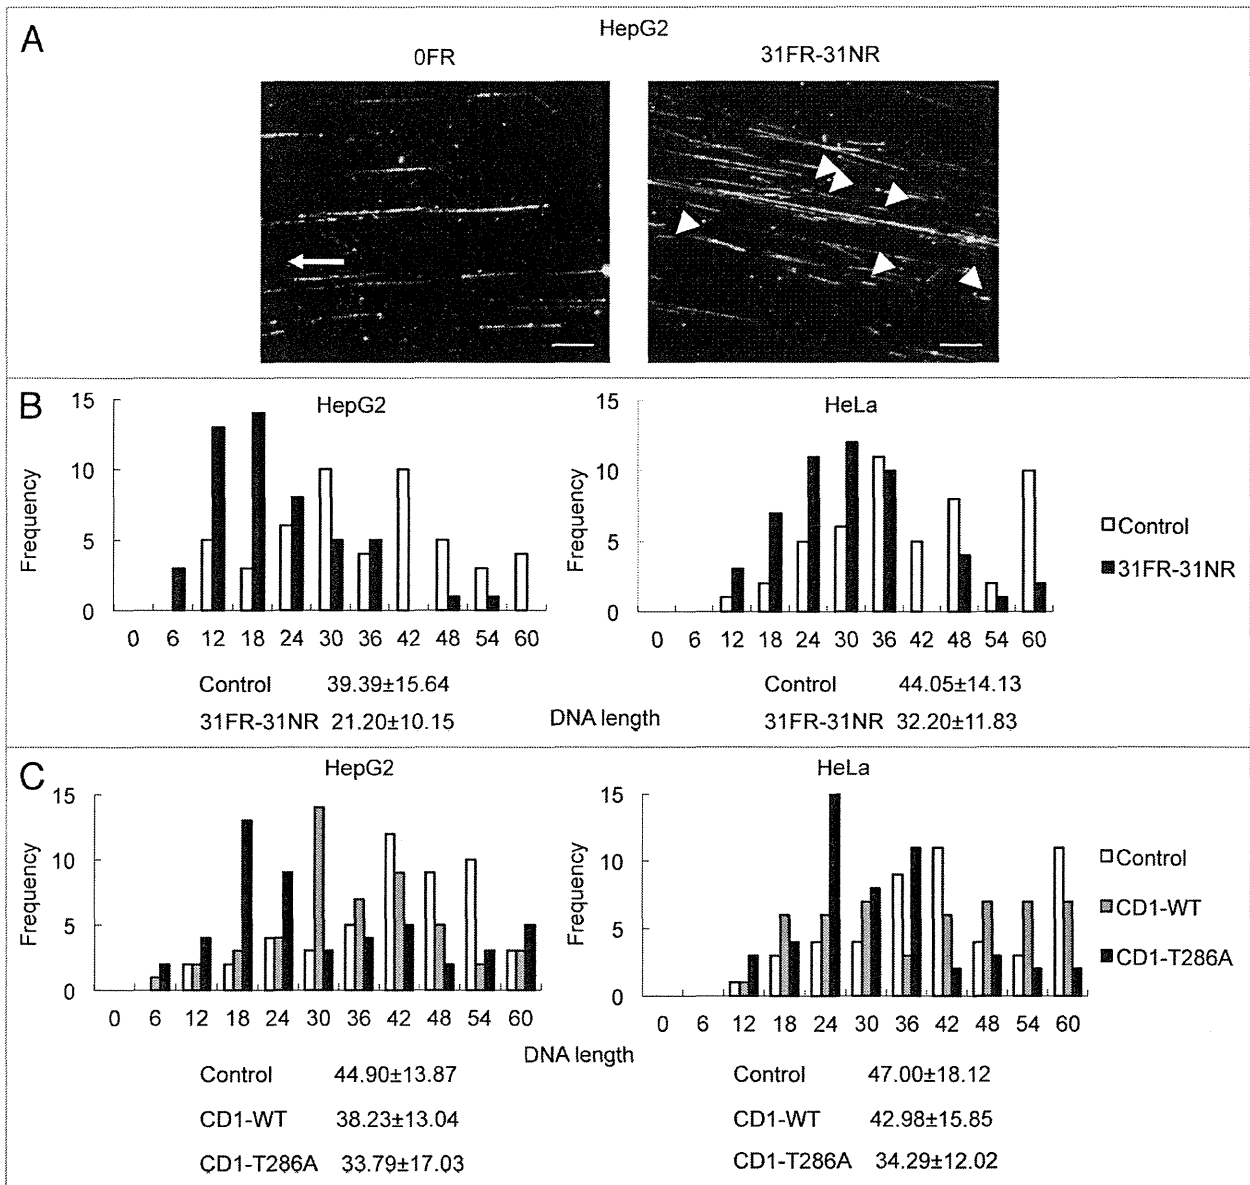 A
HepG2
0FR
31FR-31NR
B
HepG2
15
10
5
0
Frequency
0 6 12 18 24 30 36 42 48 54 60
Control 39.39±15.64
31FR-31NR 21.20±10.15
HeLa
15
10
5
0
Frequency
0 6 12 18 24 30 36 42 48 54 60
Control 44.05±14.13
31FR-31NR 32.20±11.83
DNA length
Control
31FR-31NR
C
HepG2
15
10
5
0
Frequency
0 6 12 18 24 30 36 42 48 54 60
Control 44.90±13.87
CD1-WT 38.23±13.04
CD1-T286A 33.79±17.03
HeLa
15
10
5
0
Frequency
0 6 12 18 24 30 36 42 48 54 60
Control 47.00±18.12
CD1-WT 42.98±15.85
CD1-T286A 34.29±12.02
DNA length
Control
CD1-WT
CD1-T286A